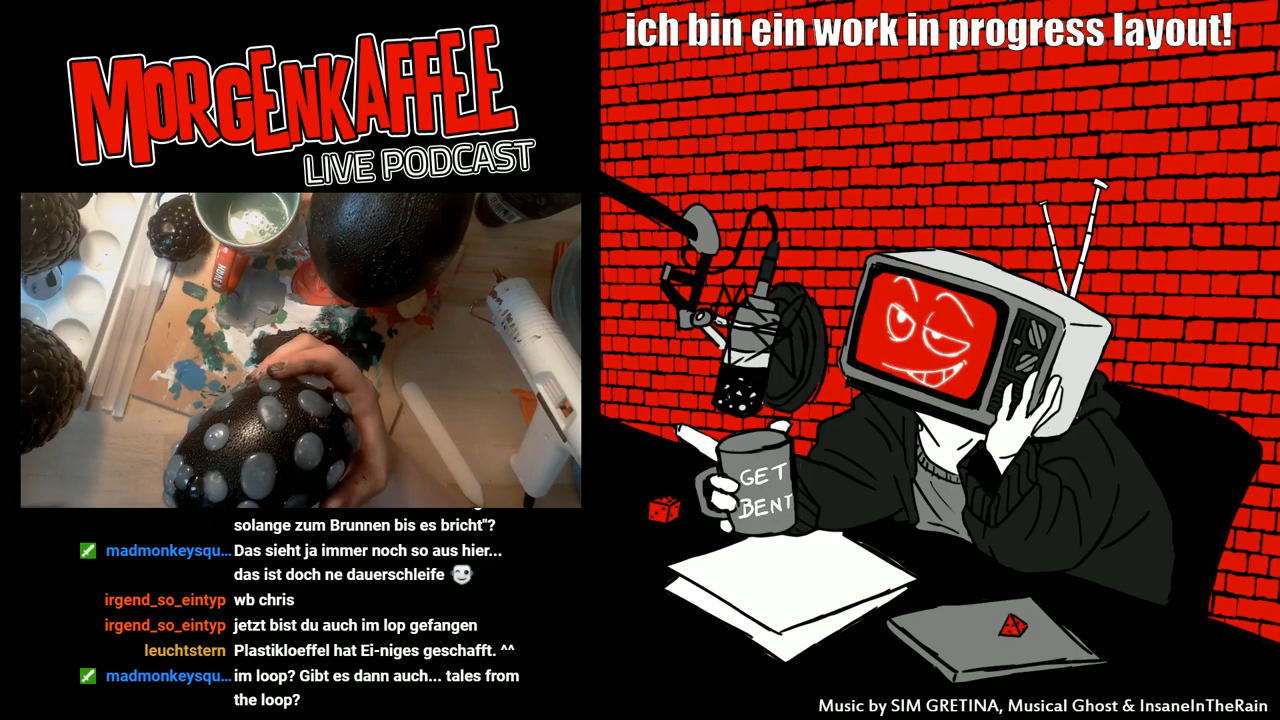 ich bin ein work in progress layout!
MORGENKAFFEE
LIVE PODCAST
solange zum Brunnen bis es bricht"?
madmonkeysqu... Das sieht ja immer noch so aus hier...
das ist doch ne dauerschleife
irgend_so_eintyp wb chris
irgend_so_eintyp jetzt bist du auch im lop gefangen
leuchtstern Plastikloeffel hat Ei-niges geschafft. ^^
madmonkeysqu... im loop? Gibt es dann auch... tales from
the loop?
GET
BENT
Music by SIM GRETINA, Musical Ghost & InsaneInTheRain